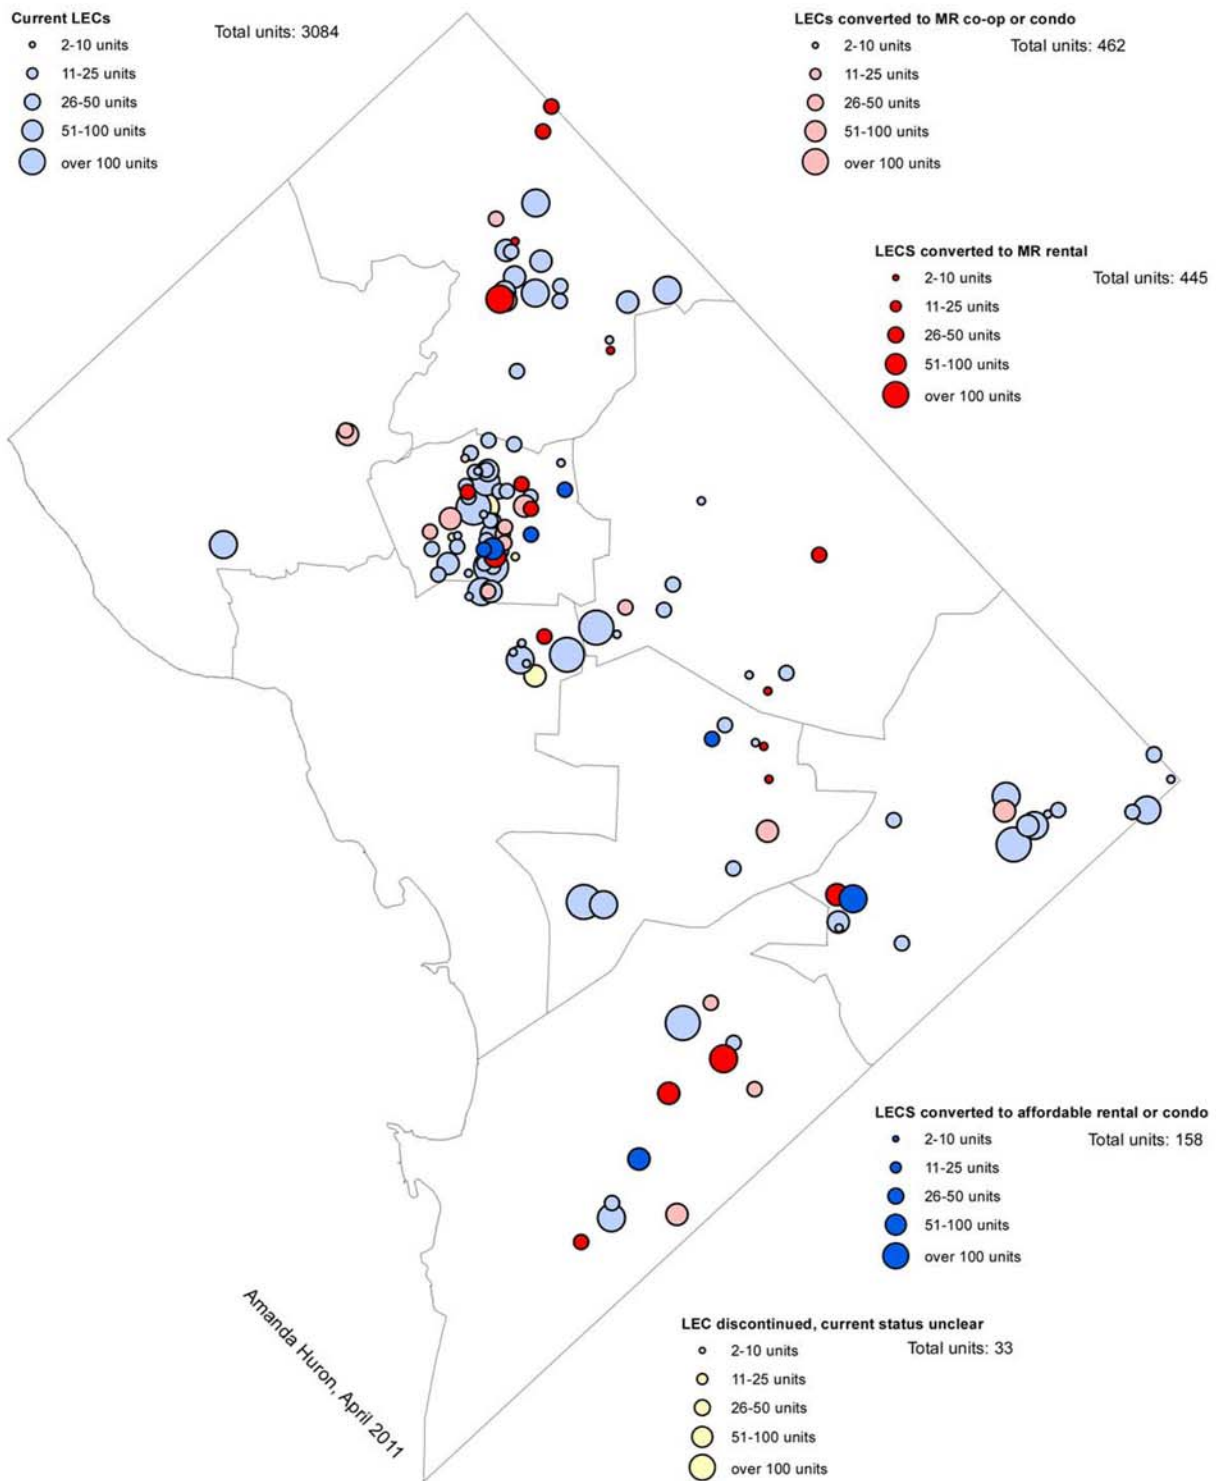 Current LECs
Total units: 3084
2-10 units
11-25 units
26-50 units
51-100 units
over 100 units
LECs converted to MR co-op or condo
2-10 units
Total units: 462
11-25 units
26-50 units
51-100 units
over 100 units
LECS converted to MR rental
2-10 units
Total units: 445
11-25 units
26-50 units
51-100 units
over 100 units
LECS converted to affordable rental or condo
2-10 units
Total units: 158
11-25 units
26-50 units
51-100 units
over 100 units
LEC discontinued, current status unclear
2-10 units
Total units: 33
11-25 units
26-50 units
51-100 units
over 100 units
Amanda Huron, April 2011